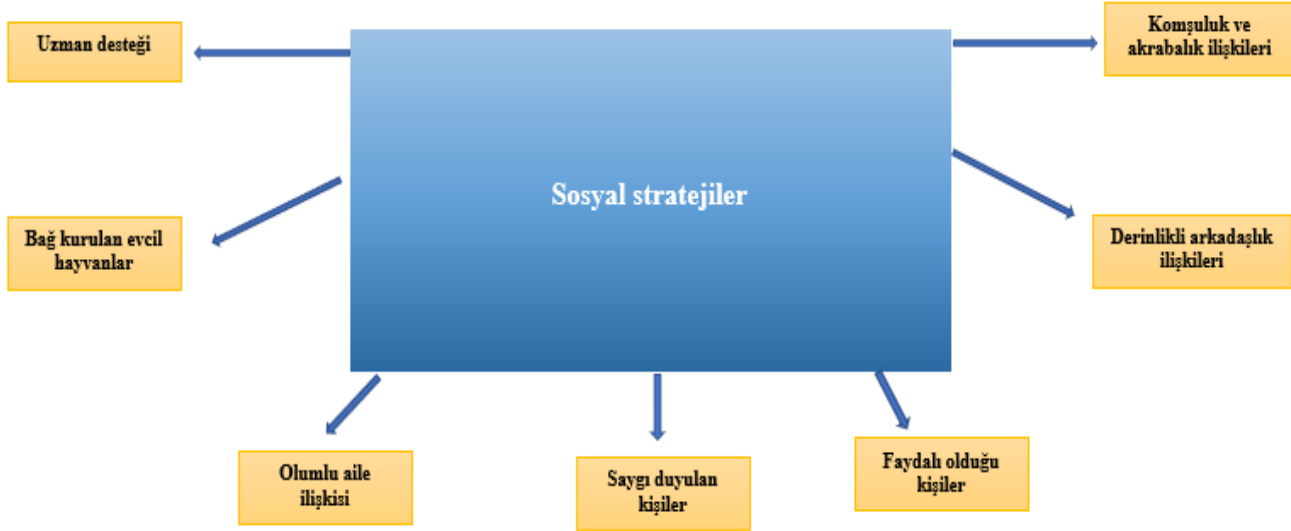 Uzman desteği
Komşuluk ve
akrabalık ilişkileri
Sosyal stratejiler
Bağ kurulan evcil
hayvanlar
Derinlikli arkadaşlık
ilişkileri
Olumlu aile
ilişkisi
Saygı duyulan
kişiler
Faydalı olduğu
kişiler